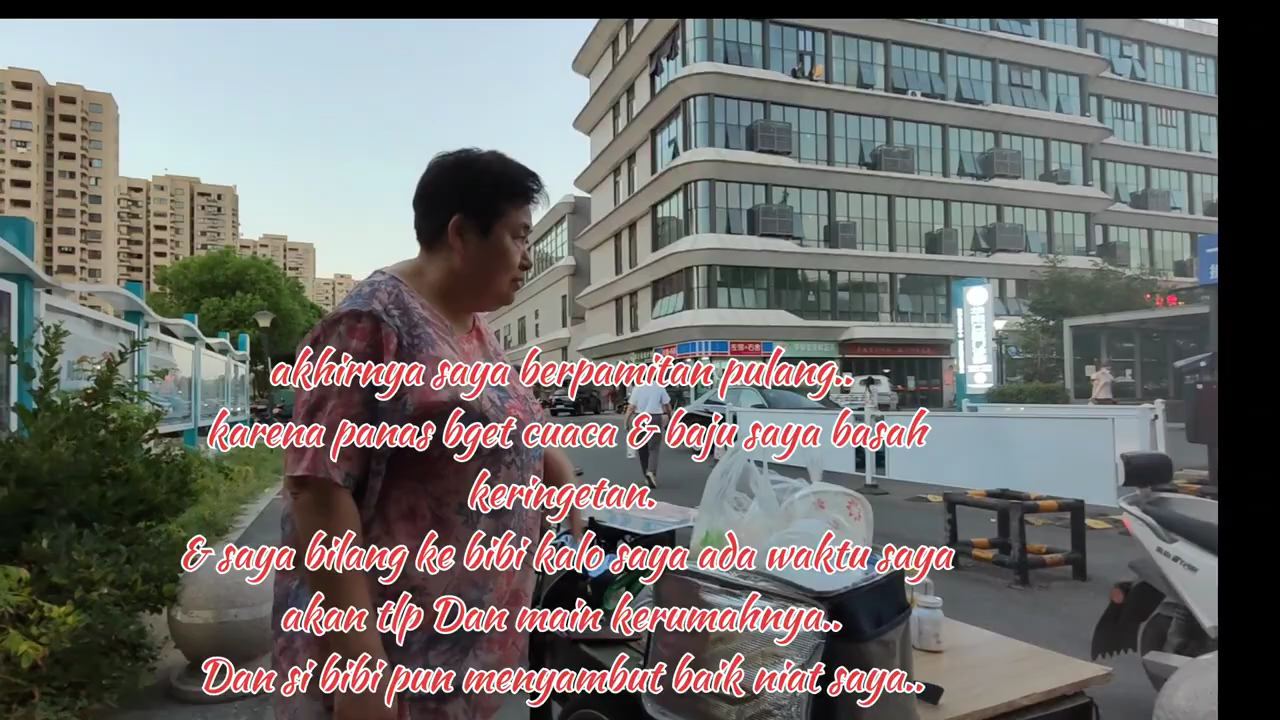 akhirnya saya berpamitan pulang..
karena panas bget cuaca & baju saya basah
keringetan.
& saya bilang ke bibi kalo saya ada waktu saya
akan tlp Dan main kerumahnya..
Dan si bibi pun menyambut baik niat saya..